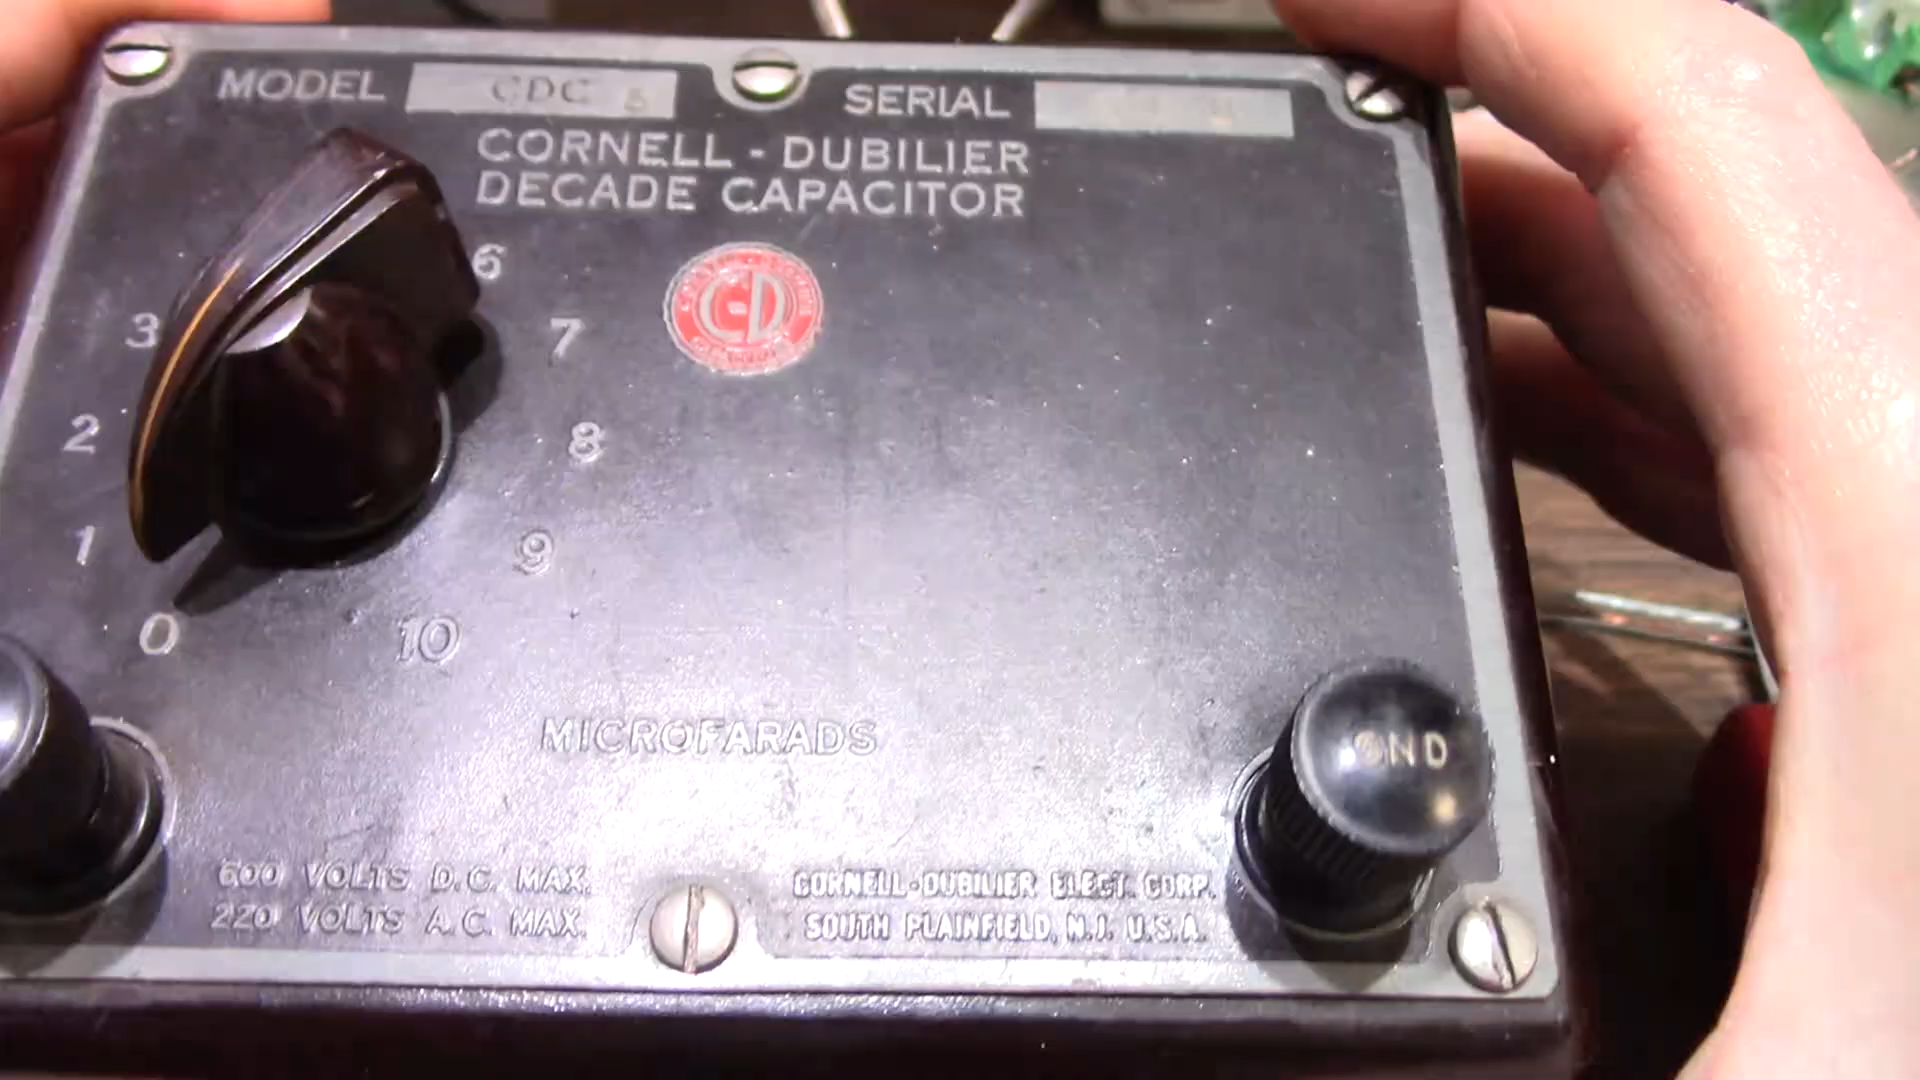 MODEL CDC
SERIAL
CORNELL - DUBILIER
DECADE CAPACITOR
CD
0
1
2
3
6
7
8
9
10
MICROFARADS
GND
600 VOLTS D.C. MAX.
220 VOLTS A.C. MAX.
CORNELL-DUBILIER ELECT. CORP.
SOUTH PLAINFIELD, N.J. U.S.A.